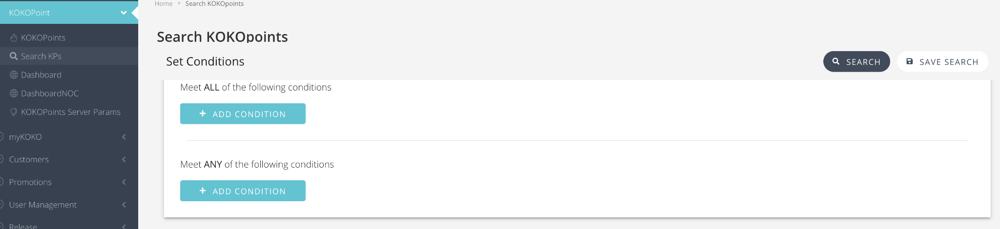 KOKOPoint
KOKOPoints
Search KPs
Dashboard
DashboardNOC
KOKOPoints Server Params
myKOKO
Customers
Promotions
User Management
Release
Home • Search KOKOpoints
Search KOKOpoints
Set Conditions
SEARCH
SAVE SEARCH
Meet ALL of the following conditions
+ ADD CONDITION
Meet ANY of the following conditions
+ ADD CONDITION